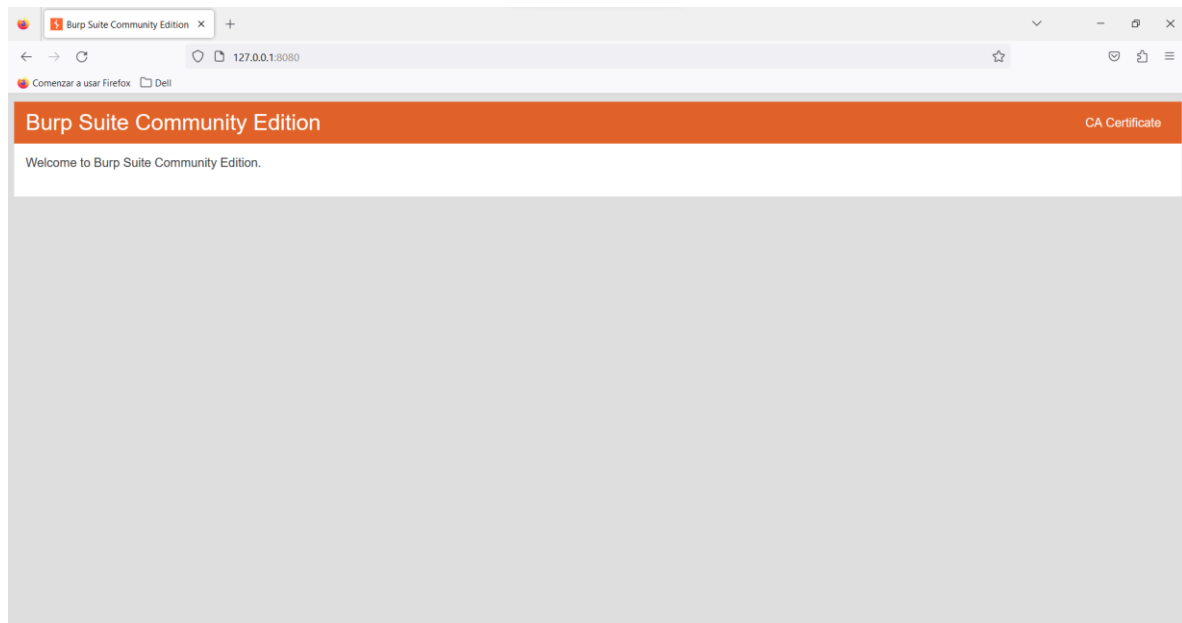 Burp Suite Community Edition
127.0.0.1:8080
Comenzar a usar Firefox Dell
Burp Suite Community Edition CA Certificate
Welcome to Burp Suite Community Edition.